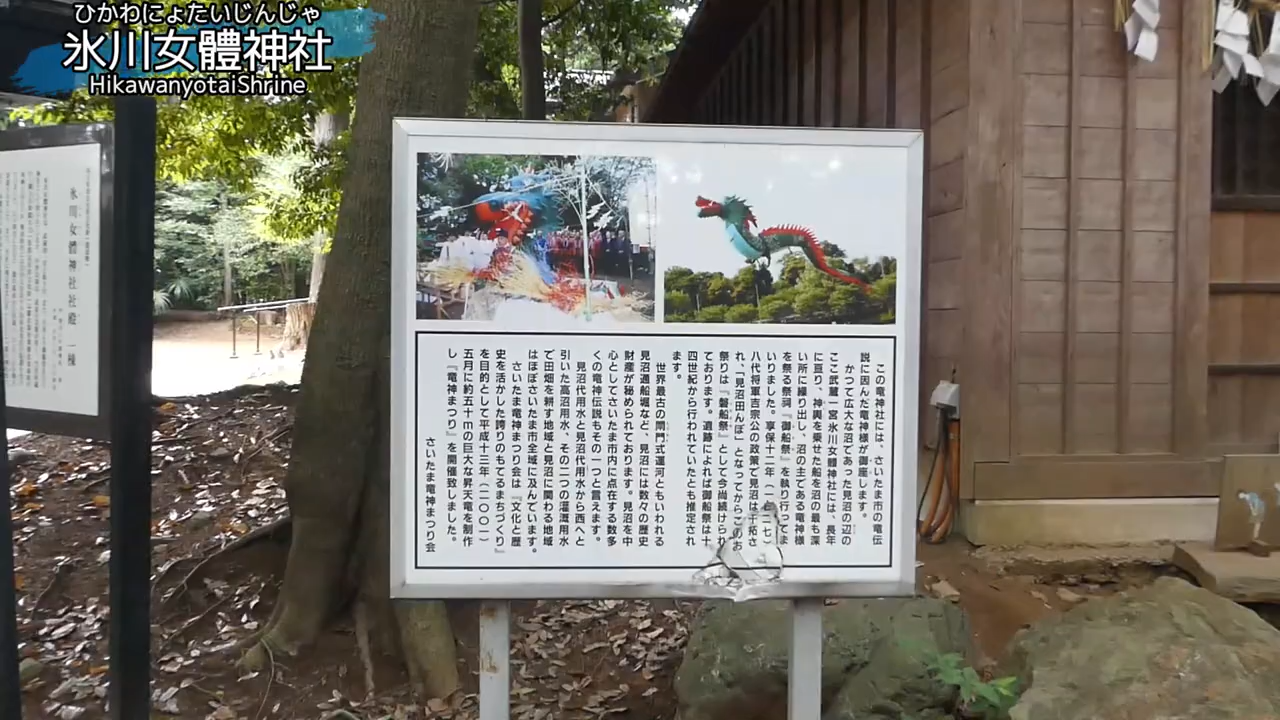 ひかわにょたいじんじゃ
氷川女體神社
HikawanyotaiShrine
氷川女體神社社殿 一棟
この竜神社には、さいたま市の竜伝
説に因んだ竜神様が御座します。
かつて広大な沼であった見沼の辺の
ここ武蔵一宮氷川女體神社には、長年
に亘り、神輿を乗せた船を沼の最も深
い所に繰り出し、沼の主である竜神様
を祭る祭祠『御船祭』を執り行ってま
いりました。享保十二年（一七二七）
八代将軍吉宗公の政策で見沼は干拓さ
れ、「見沼田んぼ」となってからこのお
祭りは『磐船祭』として今尚続けられ
ております。遺跡によれば御船祭は十
四世紀から行われていたとも推定され
ます。
世界最古の閘門式運河ともいわれる
見沼通船堀など、見沼には数々の歴史
財産が秘められております。見沼を中
心としてさいたま市内に点在する数多
くの竜神伝説もその一つと言えます。
見沼代用水と見沼代用水から西へと
引いた高沼用水、その二つの灌漑用水
で田畑を耕す地域と見沼に関わる地域
はほぼさいたま市全域に及んでいます。
さいたま竜神まつり会は『文化と歴
史を活かした誇りのもてるまちづくり』
を目的として平成十三年（二〇〇一）
五月に約五十ｍの巨大な昇天竜を制作
し『竜神まつり』を開催致しました。
さいたま竜神まつり会